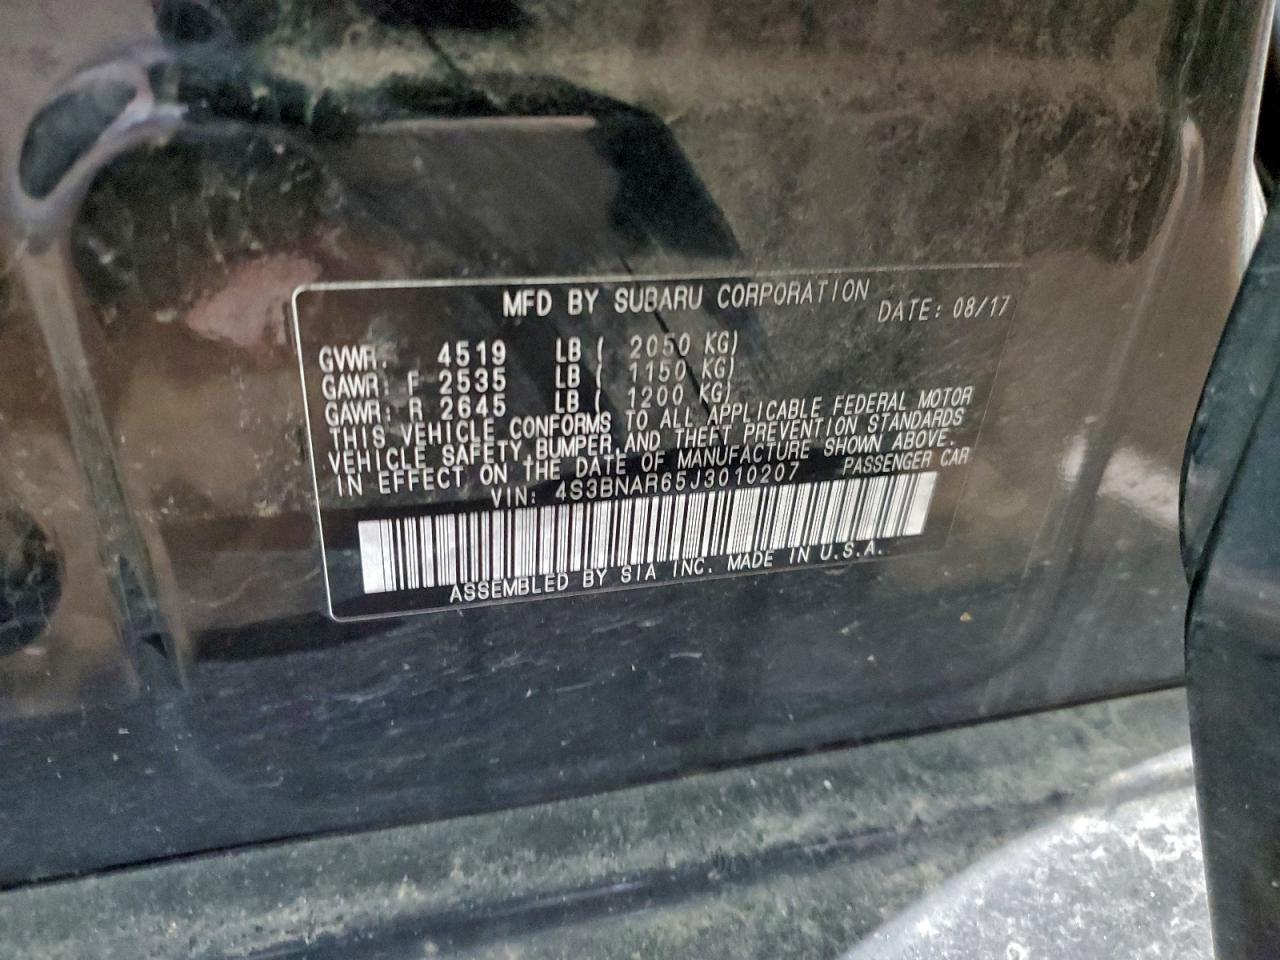 MFD BY SUBARU CORPORATION DATE: 08/17
GVWR: 4519 LB ( 2050 KG)
GAWR: F 2535 LB ( 1150 KG)
GAWR: R 2645 LB ( 1200 KG)
THIS VEHICLE CONFORMS TO ALL APPLICABLE FEDERAL MOTOR
VEHICLE SAFETY,BUMPER,AND THEFT PREVENTION STANDARDS
IN EFFECT ON THE DATE OF MANUFACTURE SHOWN ABOVE.
VIN: 4S3BNAR65J3010207 PASSENGER CAR
ASSEMBLED BY SIA INC. MADE IN U.S.A.